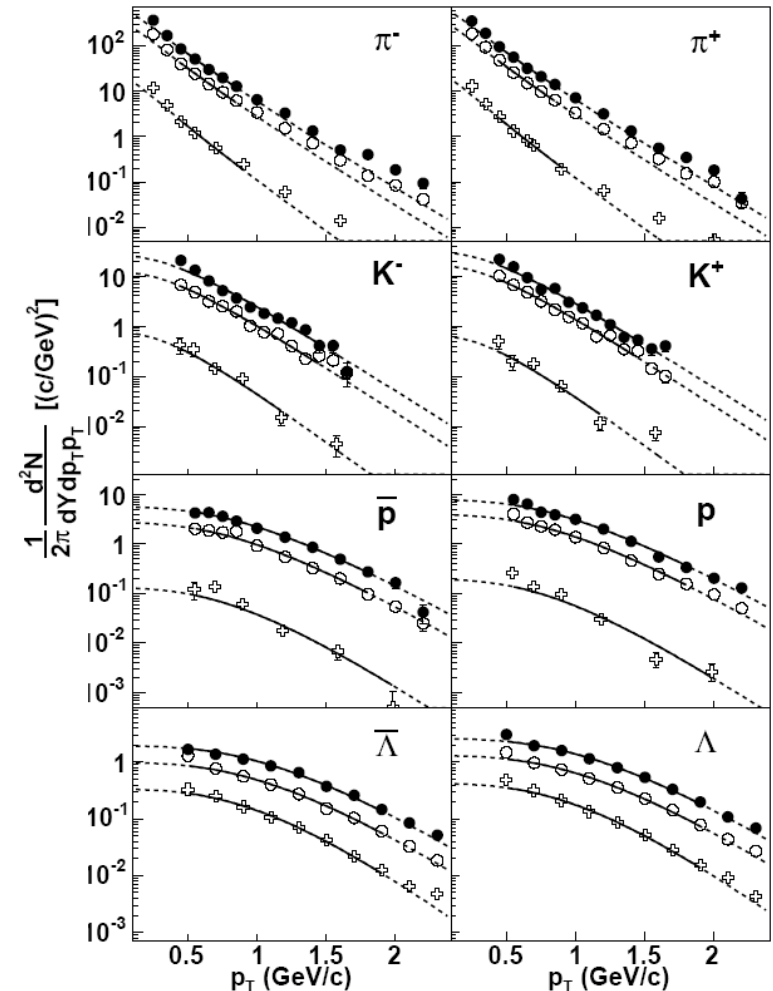 π⁻ π⁺
10²
10
1
10⁻¹
10⁻²
K⁻ K⁺
10
1
10⁻¹
10⁻²
p̅ p
10
1
10⁻¹
10⁻²
10⁻³
Λ̅ Λ
1
10⁻¹
10⁻²
10⁻³
1/2π d²N/dYdp_Tp_T [(c/GeV)²]
0.5 1 1.5 2 0.5 1 1.5 2
p_T (GeV/c) p_T (GeV/c)